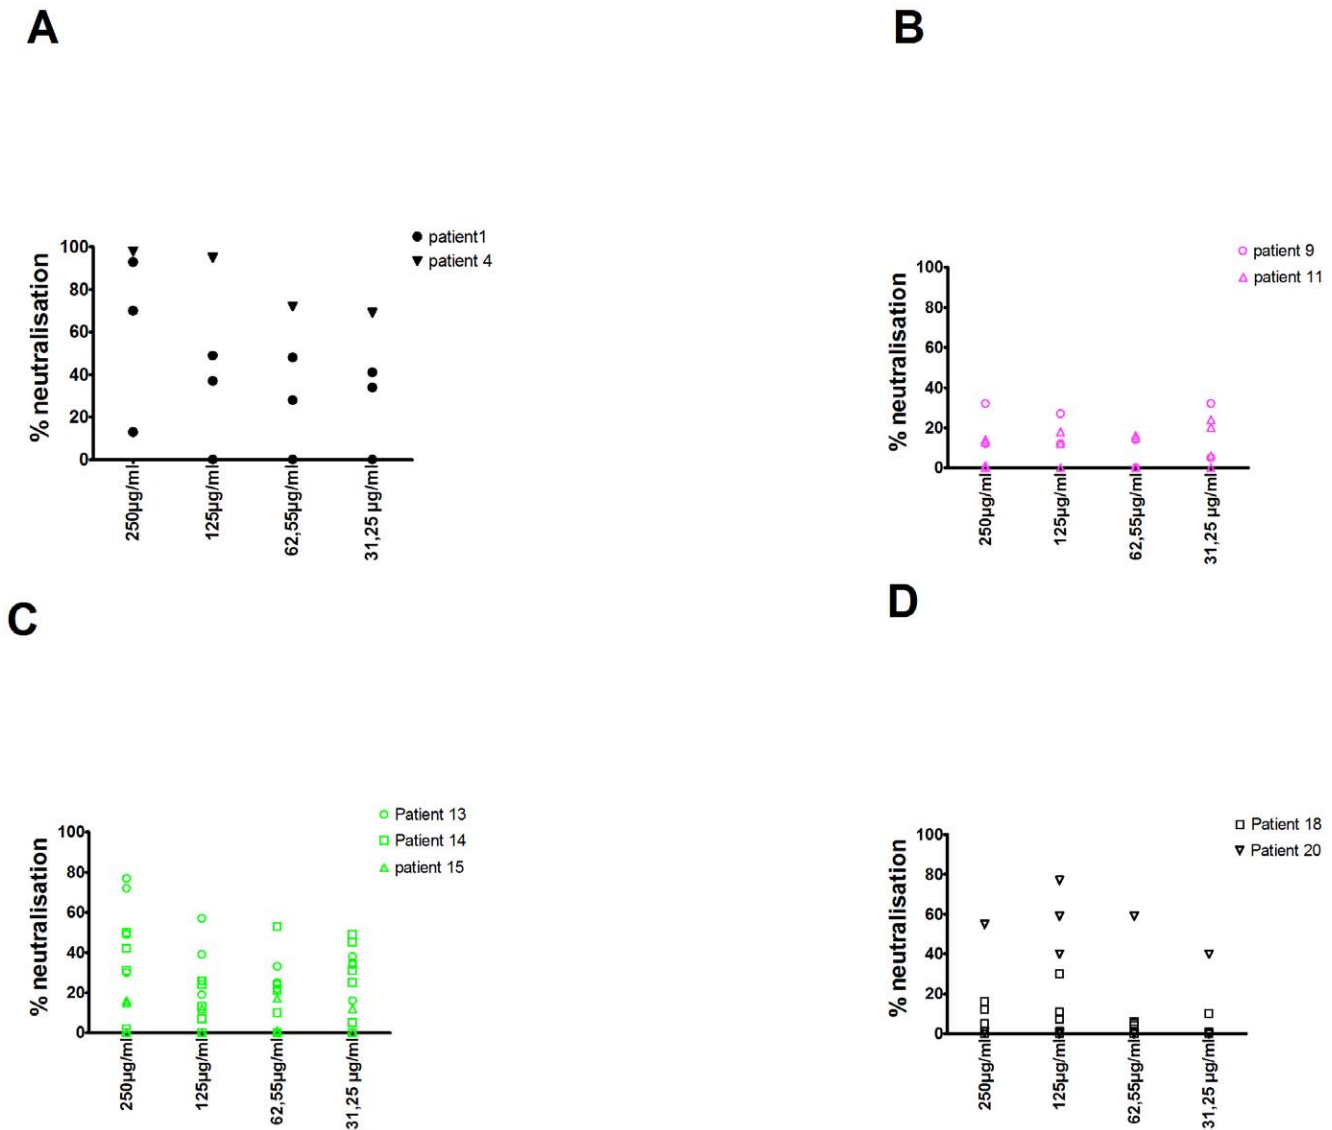 A
B
patient1
patient 4
100
80
60
40
20
0
% neutralisation
250µg/ml
125µg/ml
62,55µg/ml
31,25 µg/ml
patient 9
patient 11
100
80
60
40
20
0
% neutralisation
250µg/ml
125µg/ml
62,55µg/ml
31,25 µg/ml
C
D
Patient 13
Patient 14
patient 15
100
80
60
40
20
0
% neutralisation
250µg/ml
125µg/ml
62,55µg/ml
31,25 µg/ml
Patient 18
Patient 20
100
80
60
40
20
0
% neutralisation
250µg/ml
125µg/ml
62,55µg/ml
31,25 µg/ml